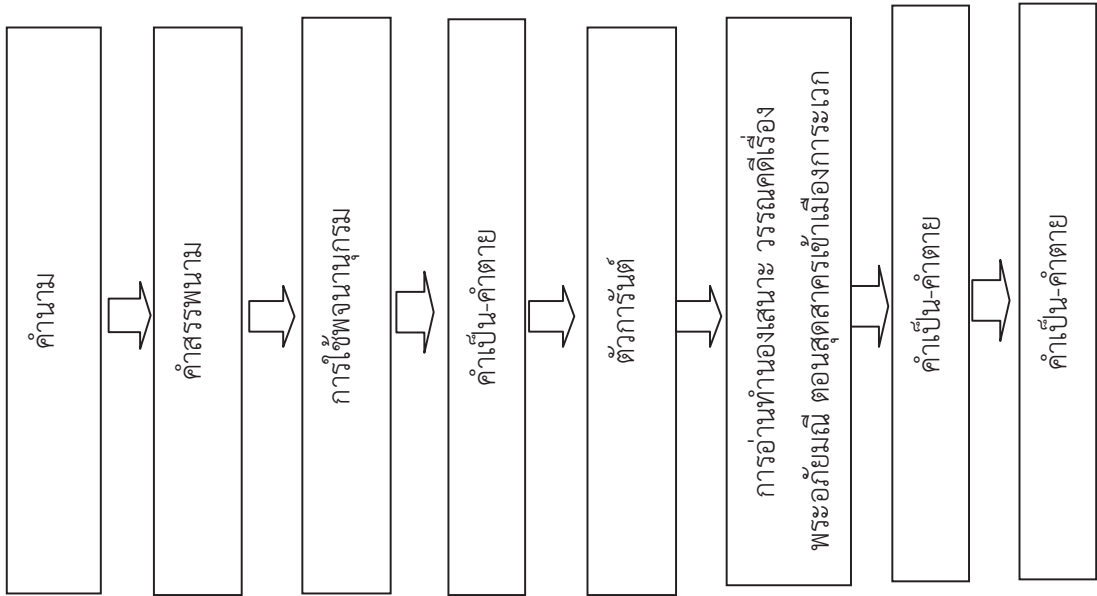 คำนาม
คำสรรพนาม
การใช้พจนานุกรม
คำเป็น-คำตาย
ตัวการันต์
การอ่านทำนองเสนาะ วรรณคดีเรื่อง
พระอภัยมณี ตอนสุดสาครเข้าเมืองการะเวก
คำเป็น-คำตาย
คำเป็น-คำตาย